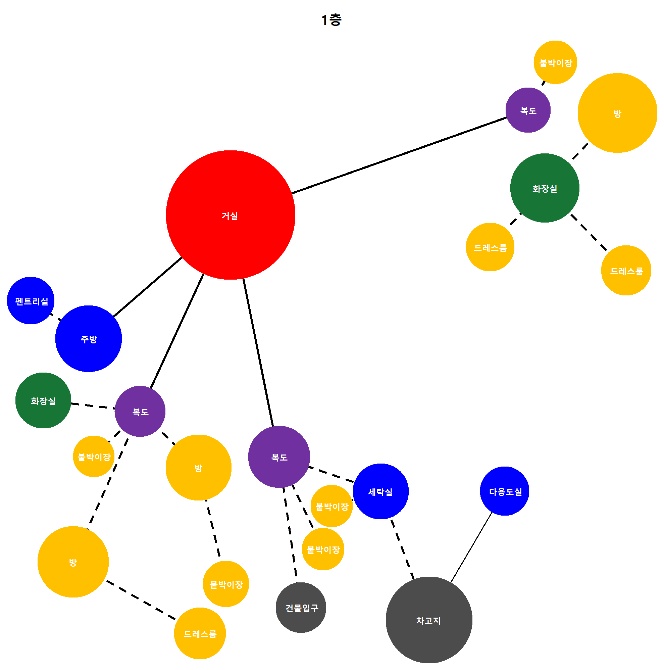 1층
붙박이장
복도
방
화장실
거실
드레스룸
드레스룸
펜트리실
주방
화장실
복도
붙박이장
방
복도
세탁실
다용도실
붙박이장
붙박이장
방
붙박이장
건물입구
차고지
드레스룸